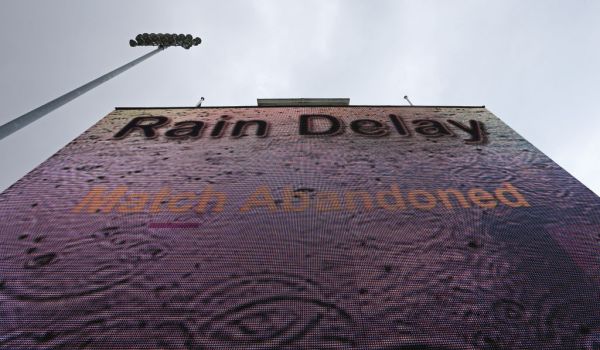 Rain Delay
Match Abandoned